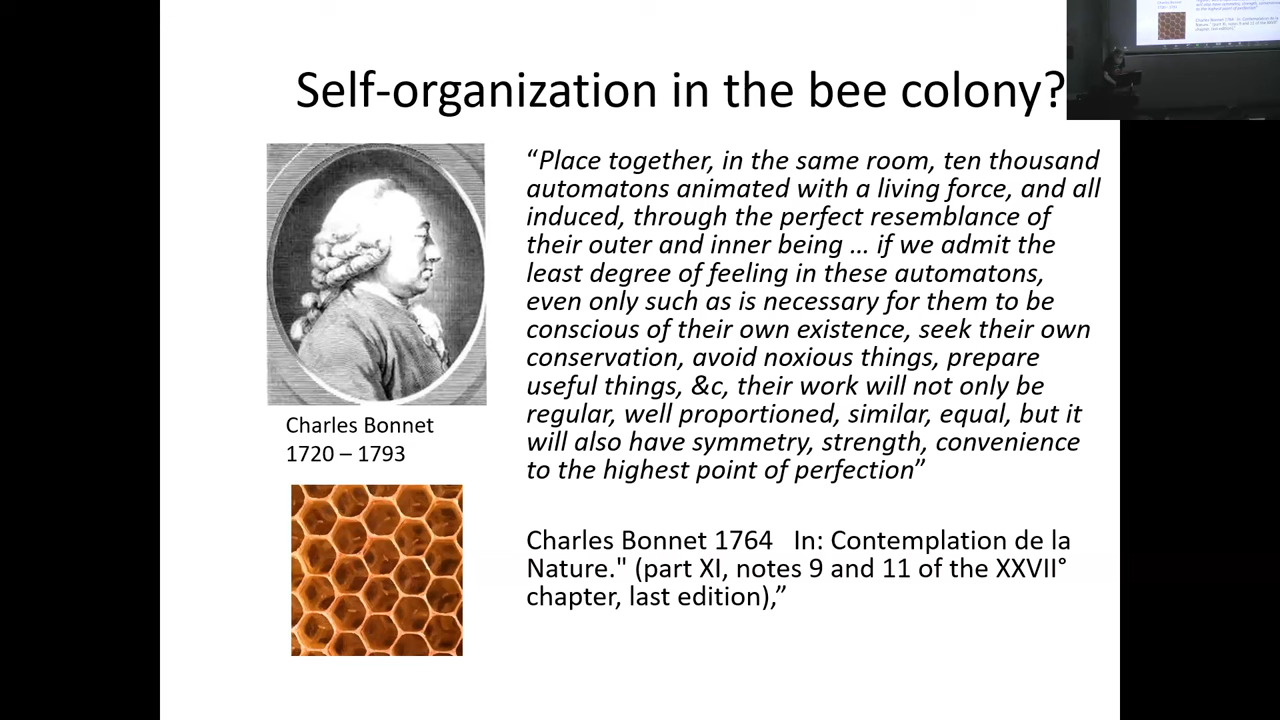 Self-organization in the bee colony?
“Place together, in the same room, ten thousand
automatons animated with a living force, and all
induced, through the perfect resemblance of
their outer and inner being … if we admit the
least degree of feeling in these automatons,
even only such as is necessary for them to be
conscious of their own existence, seek their own
conservation, avoid noxious things, prepare
useful things, &c, their work will not only be
regular, well proportioned, similar, equal, but it
will also have symmetry, strength, convenience
to the highest point of perfection”
Charles Bonnet
1720 – 1793
Charles Bonnet 1764   In: Contemplation de la
Nature." (part XI, notes 9 and 11 of the XXVII°
chapter, last edition),”